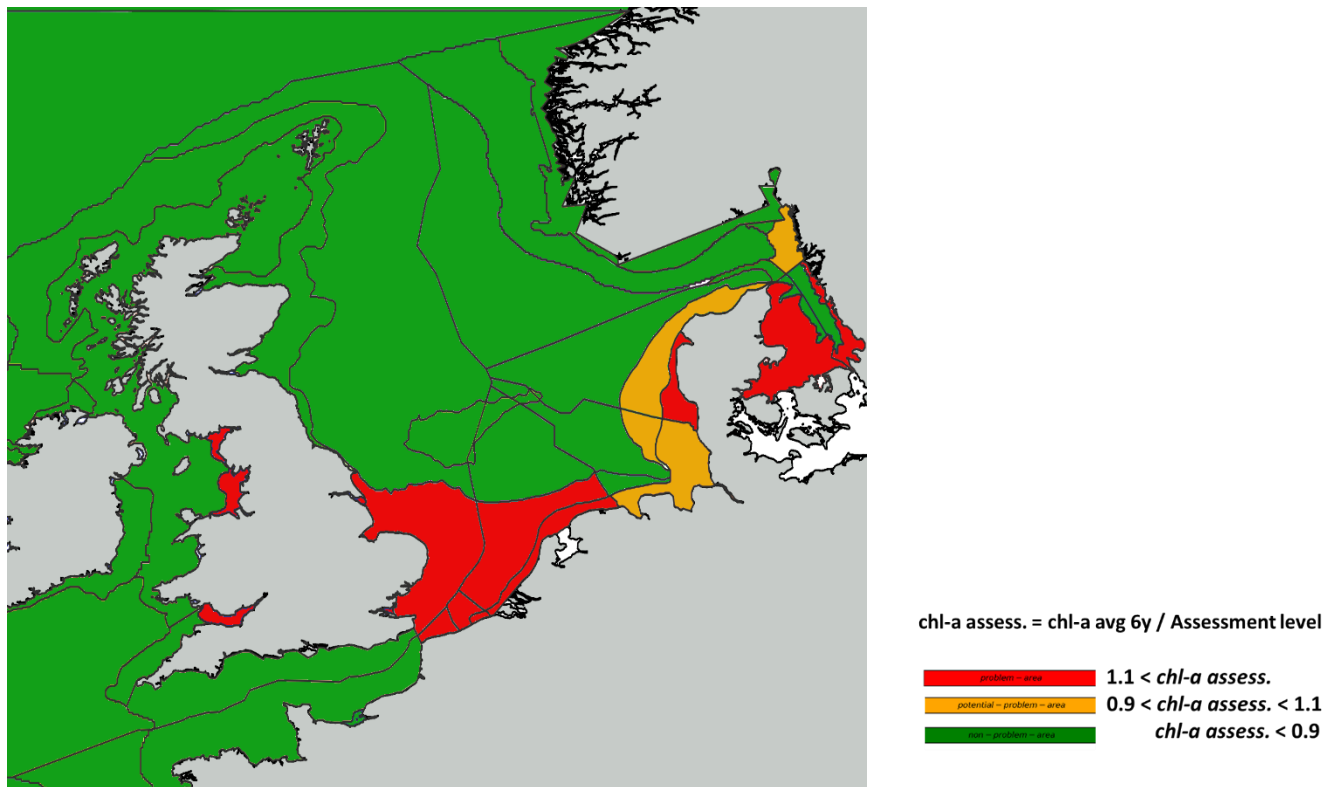 chl-a assess. = chl-a avg 6y / Assessment level
problem – area 1.1 < chl-a assess.
potential – problem – area 0.9 < chl-a assess. < 1.1
non – problem – area chl-a assess. < 0.9